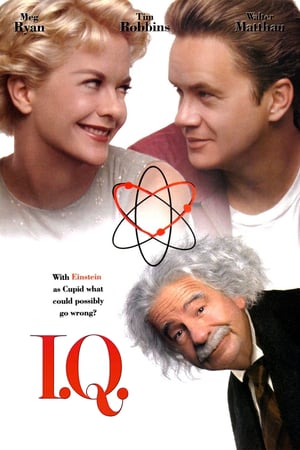 Meg Ryan
Tim Robbins
Walter Matthau
With Einstein
as Cupid what
could possibly
go wrong?
I.Q.